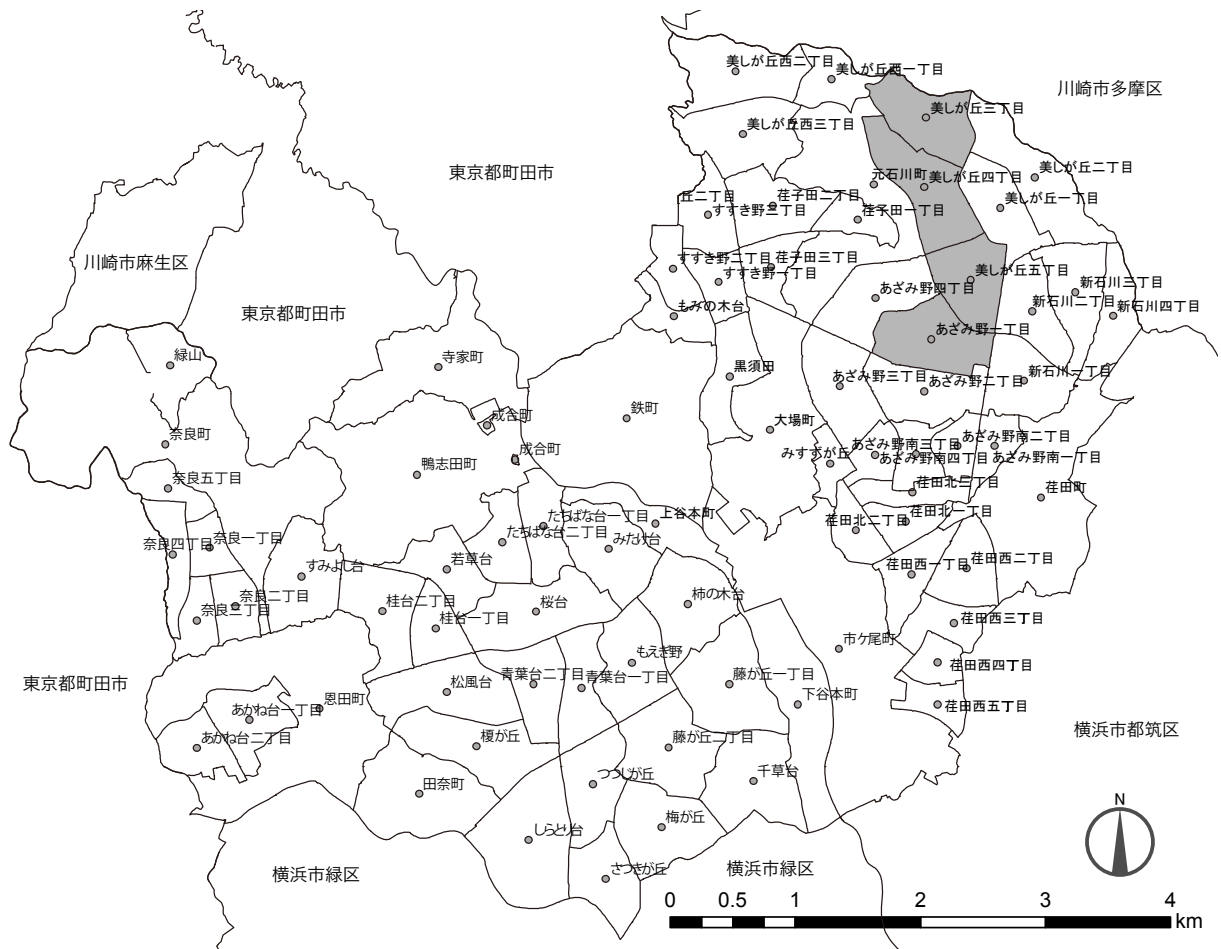 美しが丘西二丁目
美しが丘西一丁目
川崎市多摩区
美しが丘三丁目
美しが丘西三丁目
東京都町田市
美しが丘二丁目
元石川町
美しが丘四丁目
荏子田二丁目
美しが丘一丁目
丘二丁目
すすき野三丁目
荏子田一丁目
川崎市麻生区
すすき野二丁目
荏子田三丁目
すすき野一丁目
美しが丘五丁目
新石川三丁目
あざみ野四丁目
新石川二丁目
新石川四丁目
東京都町田市
もみの木台
あざみ野一丁目
緑山
寺家町
黒須田
あざみ野三丁目
あざみ野二丁目
新石川一丁目
成合町
鉄町
大場町
奈良町
成合町
あざみ野南三丁目
あざみ野南二丁目
みすずが丘
あざみ野南四丁目
あざみ野南一丁目
鴨志田町
奈良五丁目
荏田北三丁目
荏田町
たちばな台一丁目
上谷本町
荏田北一丁目
荏田北二丁目
たちばな台二丁目
みたけ台
奈良四丁目
奈良一丁目
すみよし台
若草台
荏田西一丁目
荏田西二丁目
奈良二丁目
奈良三丁目
桂台二丁目
桂台一丁目
桜台
柿の木台
荏田西三丁目
市ケ尾町
もえぎ野
荏田西四丁目
東京都町田市
松風台
青葉台二丁目
青葉台一丁目
藤が丘一丁目
下谷本町
荏田西五丁目
恩田町
あかね台一丁目
あかね台二丁目
榎が丘
藤が丘二丁目
横浜市都筑区
田奈町
つつじが丘
千草台
しらとり台
梅が丘
さつきが丘
横浜市緑区
横浜市緑区
N
0 0.5 1 2 3 4
km